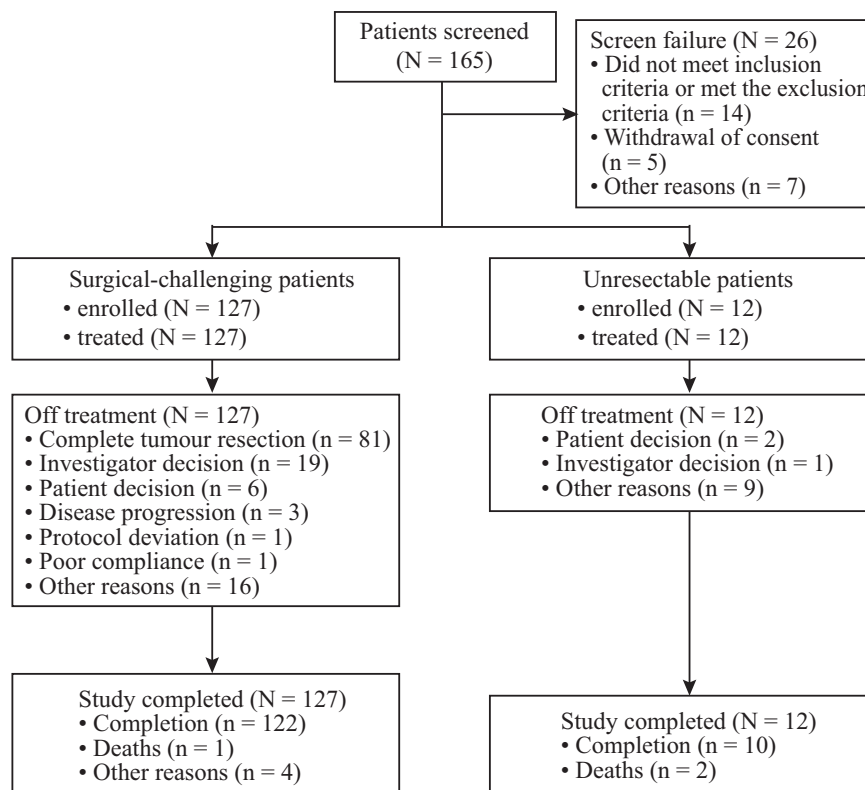 Patients screened
(N = 165)
Screen failure (N = 26)
• Did not meet inclusion
criteria or met the exclusion
criteria (n = 14)
• Withdrawal of consent
(n = 5)
• Other reasons (n = 7)
Surgical-challenging patients
• enrolled (N = 127)
• treated (N = 127)
Unresectable patients
• enrolled (N = 12)
• treated (N = 12)
Off treatment (N = 127)
• Complete tumour resection (n = 81)
• Investigator decision (n = 19)
• Patient decision (n = 6)
• Disease progression (n = 3)
• Protocol deviation (n = 1)
• Poor compliance (n = 1)
• Other reasons (n = 16)
Off treatment (N = 12)
• Patient decision (n = 2)
• Investigator decision (n = 1)
• Other reasons (n = 9)
Study completed (N = 127)
• Completion (n = 122)
• Deaths (n = 1)
• Other reasons (n = 4)
Study completed (N = 12)
• Completion (n = 10)
• Deaths (n = 2)